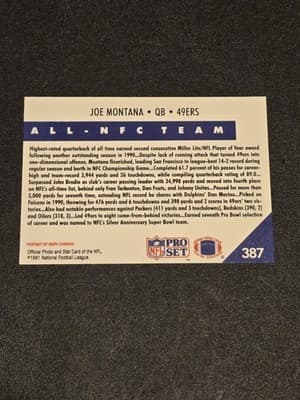 JOE MONTANA • QB • 49ERS
ALL-NFC TEAM
Highest-rated quarterback of all time earned second consecutive Miller Lite/NFL Player of Year award
following another outstanding season in 1990...Despite lack of running attack that turned 49ers into
one-dimensional offense, Montana flourished, leading San Francisco to league-best 14-2 record during
regular season and berth in NFC Championship Game...Completed 61.7 percent of his passes for career-
high and team-record 3,944 yards and 26 touchdowns, while compiling quarterback rating of 89.0...
Surpassed John Brodie as club's career passing leader with 34,998 yards and moved into fourth place
on NFL's all-time list, behind only Fran Tarkenton, Dan Fouts, and Johnny Unitas...Passed for more than
3,000 yards for seventh time, extending NFL record he shares with Dolphins' Dan Marino...Picked on
Falcons in 1990, throwing for 476 yards and 6 touchdowns and 398 yards and 2 scores in 49ers' two vic-
tories...Also had notable performances against Packers (411 yards and 3 touchdowns), Redskins (390, 2)
and Oilers (318, 3)...Led 49ers to eight come-from-behind victories...Earned seventh Pro Bowl selection
of career and was named to NFL's Silver Anniversary Super Bowl team.
PORTRAIT BY MERV CORNING
Official Photo and Stat Card of the NFL.
©1991 National Football League.
NFL
PRO
SET
387